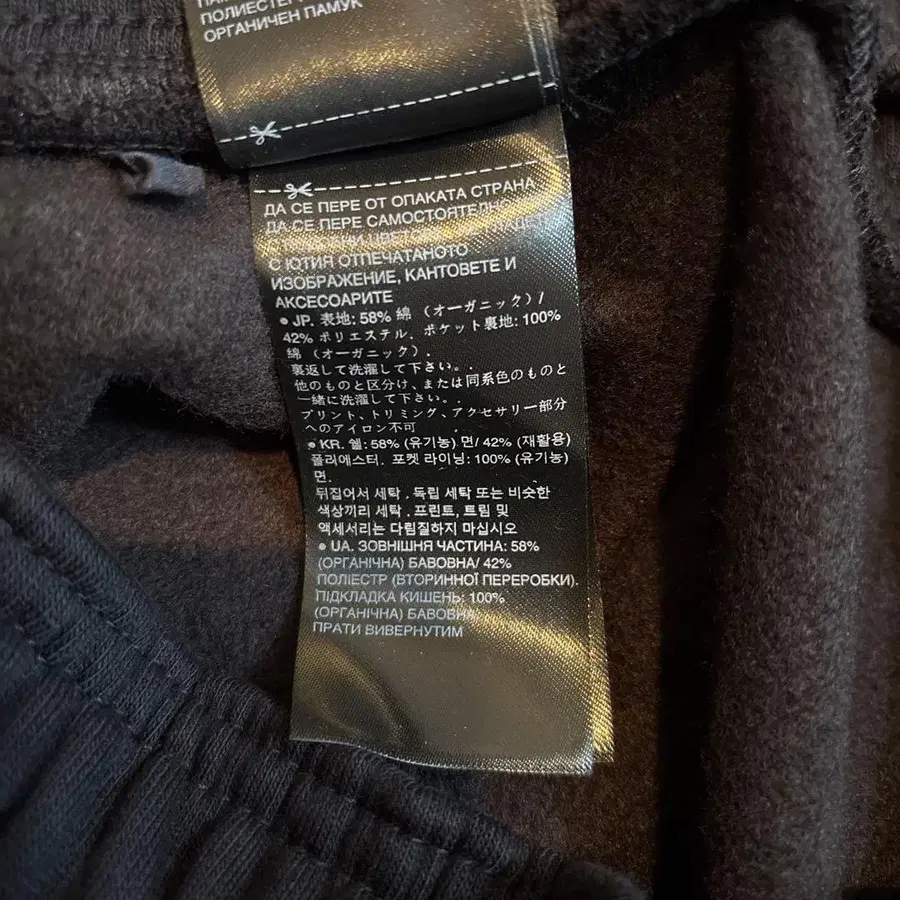 ПОЛИЕСТЕР
ОРГАНИЧЕН ПАМУК
ДА СЕ ПЕРЕ ОТ ОПАКАТА СТРАНА
ДА СЕ ПЕРЕ САМОСТОЯТЕЛНО
С ЮТИЯ ОТПЕЧАТАНОТО
ИЗОБРАЖЕНИЕ, КАНТОВЕТЕ И
АКСЕСОАРИТЕ
● JP. 表地: 58% 綿 (オーガニック) /
42% ポリエステル. ポケット裏地: 100%
綿 (オーガニック) .
裏返して洗濯して下さい。.
他のものと区分け、または同系色のものと
一緒に洗濯して下さい。.
プリント、トリミング、アクセサリー部分
へのアイロン不可
● KR. 쉘: 58% (유기농) 면/ 42% (재활용)
폴리에스터. 포켓 라이닝: 100% (유기농)
면.
뒤집어서 세탁 . 독립 세탁 또는 비슷한
색상끼리 세탁 . 프린트, 트림 및
액세서리는 다림질하지 마십시오
● UA. ЗОВНІШНЯ ЧАСТИНА: 58%
(ОРГАНІЧНА) БАВОВНА/ 42%
ПОЛІЕСТР (ВТОРИННОЇ ПЕРЕРОБКИ).
ПІДКЛАДКА КИШЕНЬ: 100%
(ОРГАНІЧНА) БАВОВНА
ПРАТИ ВИВЕРНУТИМ